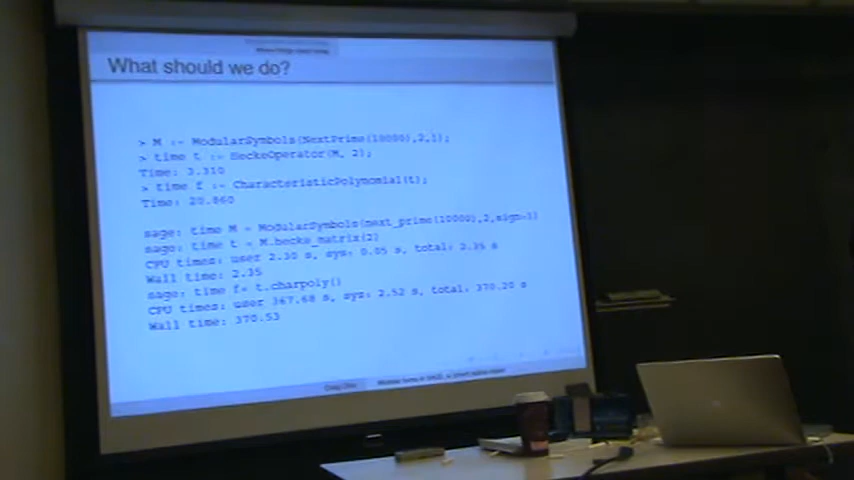 What should we do?
> M := ModularSymbols(NextPrime(10000),2,1);
> time t := HeckeOperator(M, 2);
Time: 3.310
> time f := CharacteristicPolynomial(t);
Time: 20.860
sage: time M = ModularSymbols(next_prime(10000),2,sign=1)
sage: time t = M.hecke_matrix(2)
CPU times: user 2.30 s, sys: 0.05 s, total: 2.35 s
Wall time: 2.35
sage: time f= t.charpoly()
CPU times: user 367.68 s, sys: 2.52 s, total: 370.20 s
Wall time: 370.53